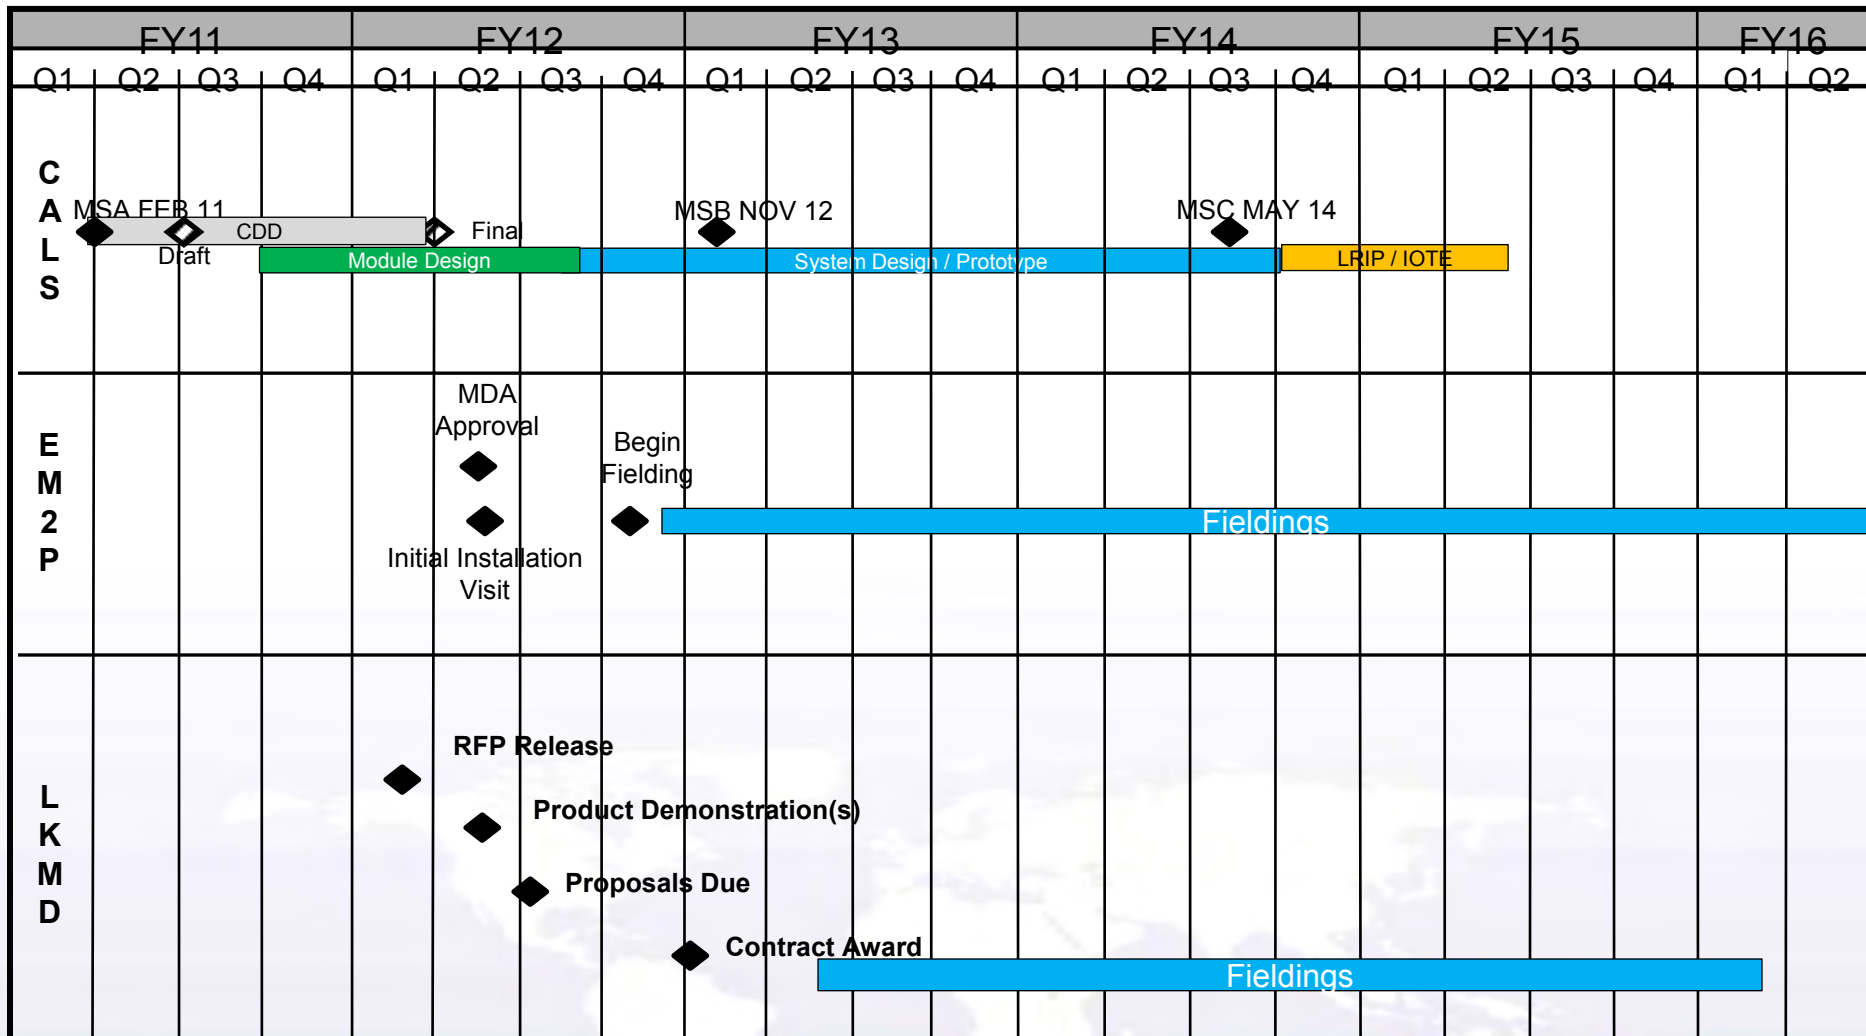 FY11 FY12 FY13 FY14 FY15 FY16
Q1 Q2 Q3 Q4 Q1 Q2 Q3 Q4 Q1 Q2 Q3 Q4 Q1 Q2 Q3 Q4 Q1 Q2 Q3 Q4 Q1 Q2
C
A
L
S
MSA FEB 11
MSB NOV 12
MSC MAY 14
CDD
Final
Draft
Module Design
System Design / Prototype
LRIP / IOTE
E
M
2
P
MDA
Approval
Begin
Fielding
Fieldings
Initial Installation
Visit
L
K
M
D
RFP Release
Product Demonstration(s)
Proposals Due
Contract Award
Fieldings